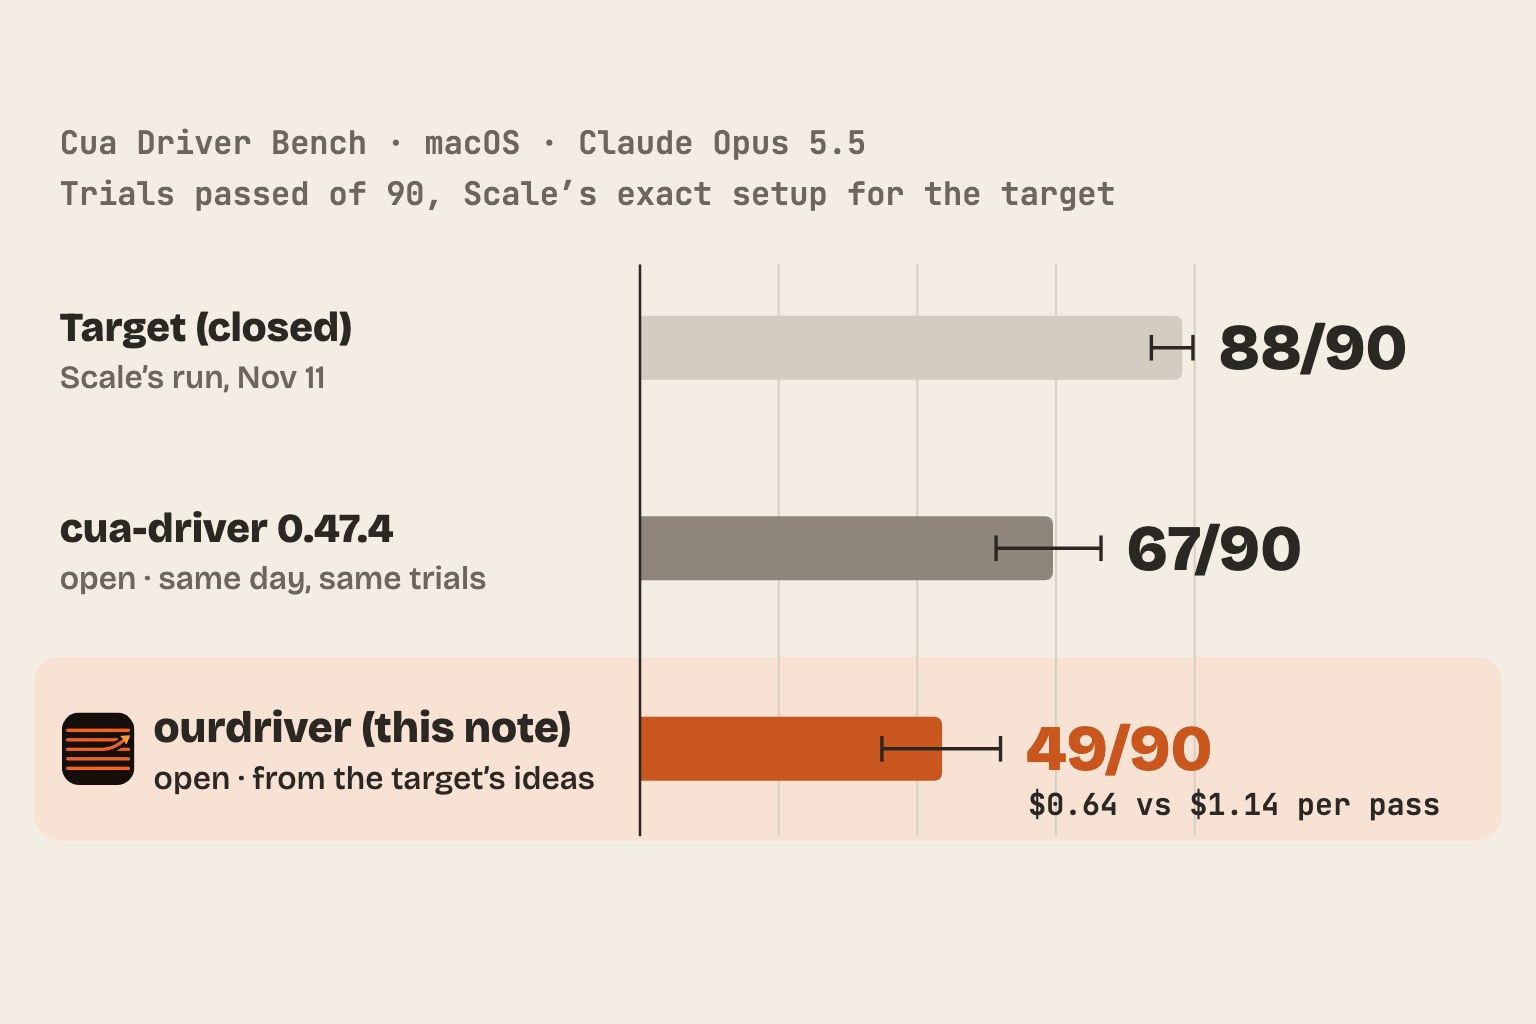 Cua Driver Bench · macOS · Claude Opus 5.5
Trials passed of 90, Scale’s exact setup for the target
Target (closed)
Scale’s run, Nov 11
88/90
cua-driver 0.47.4
open · same day, same trials
67/90
ourdriver (this note)
open · from the target’s ideas
49/90
$0.64 vs $1.14 per pass